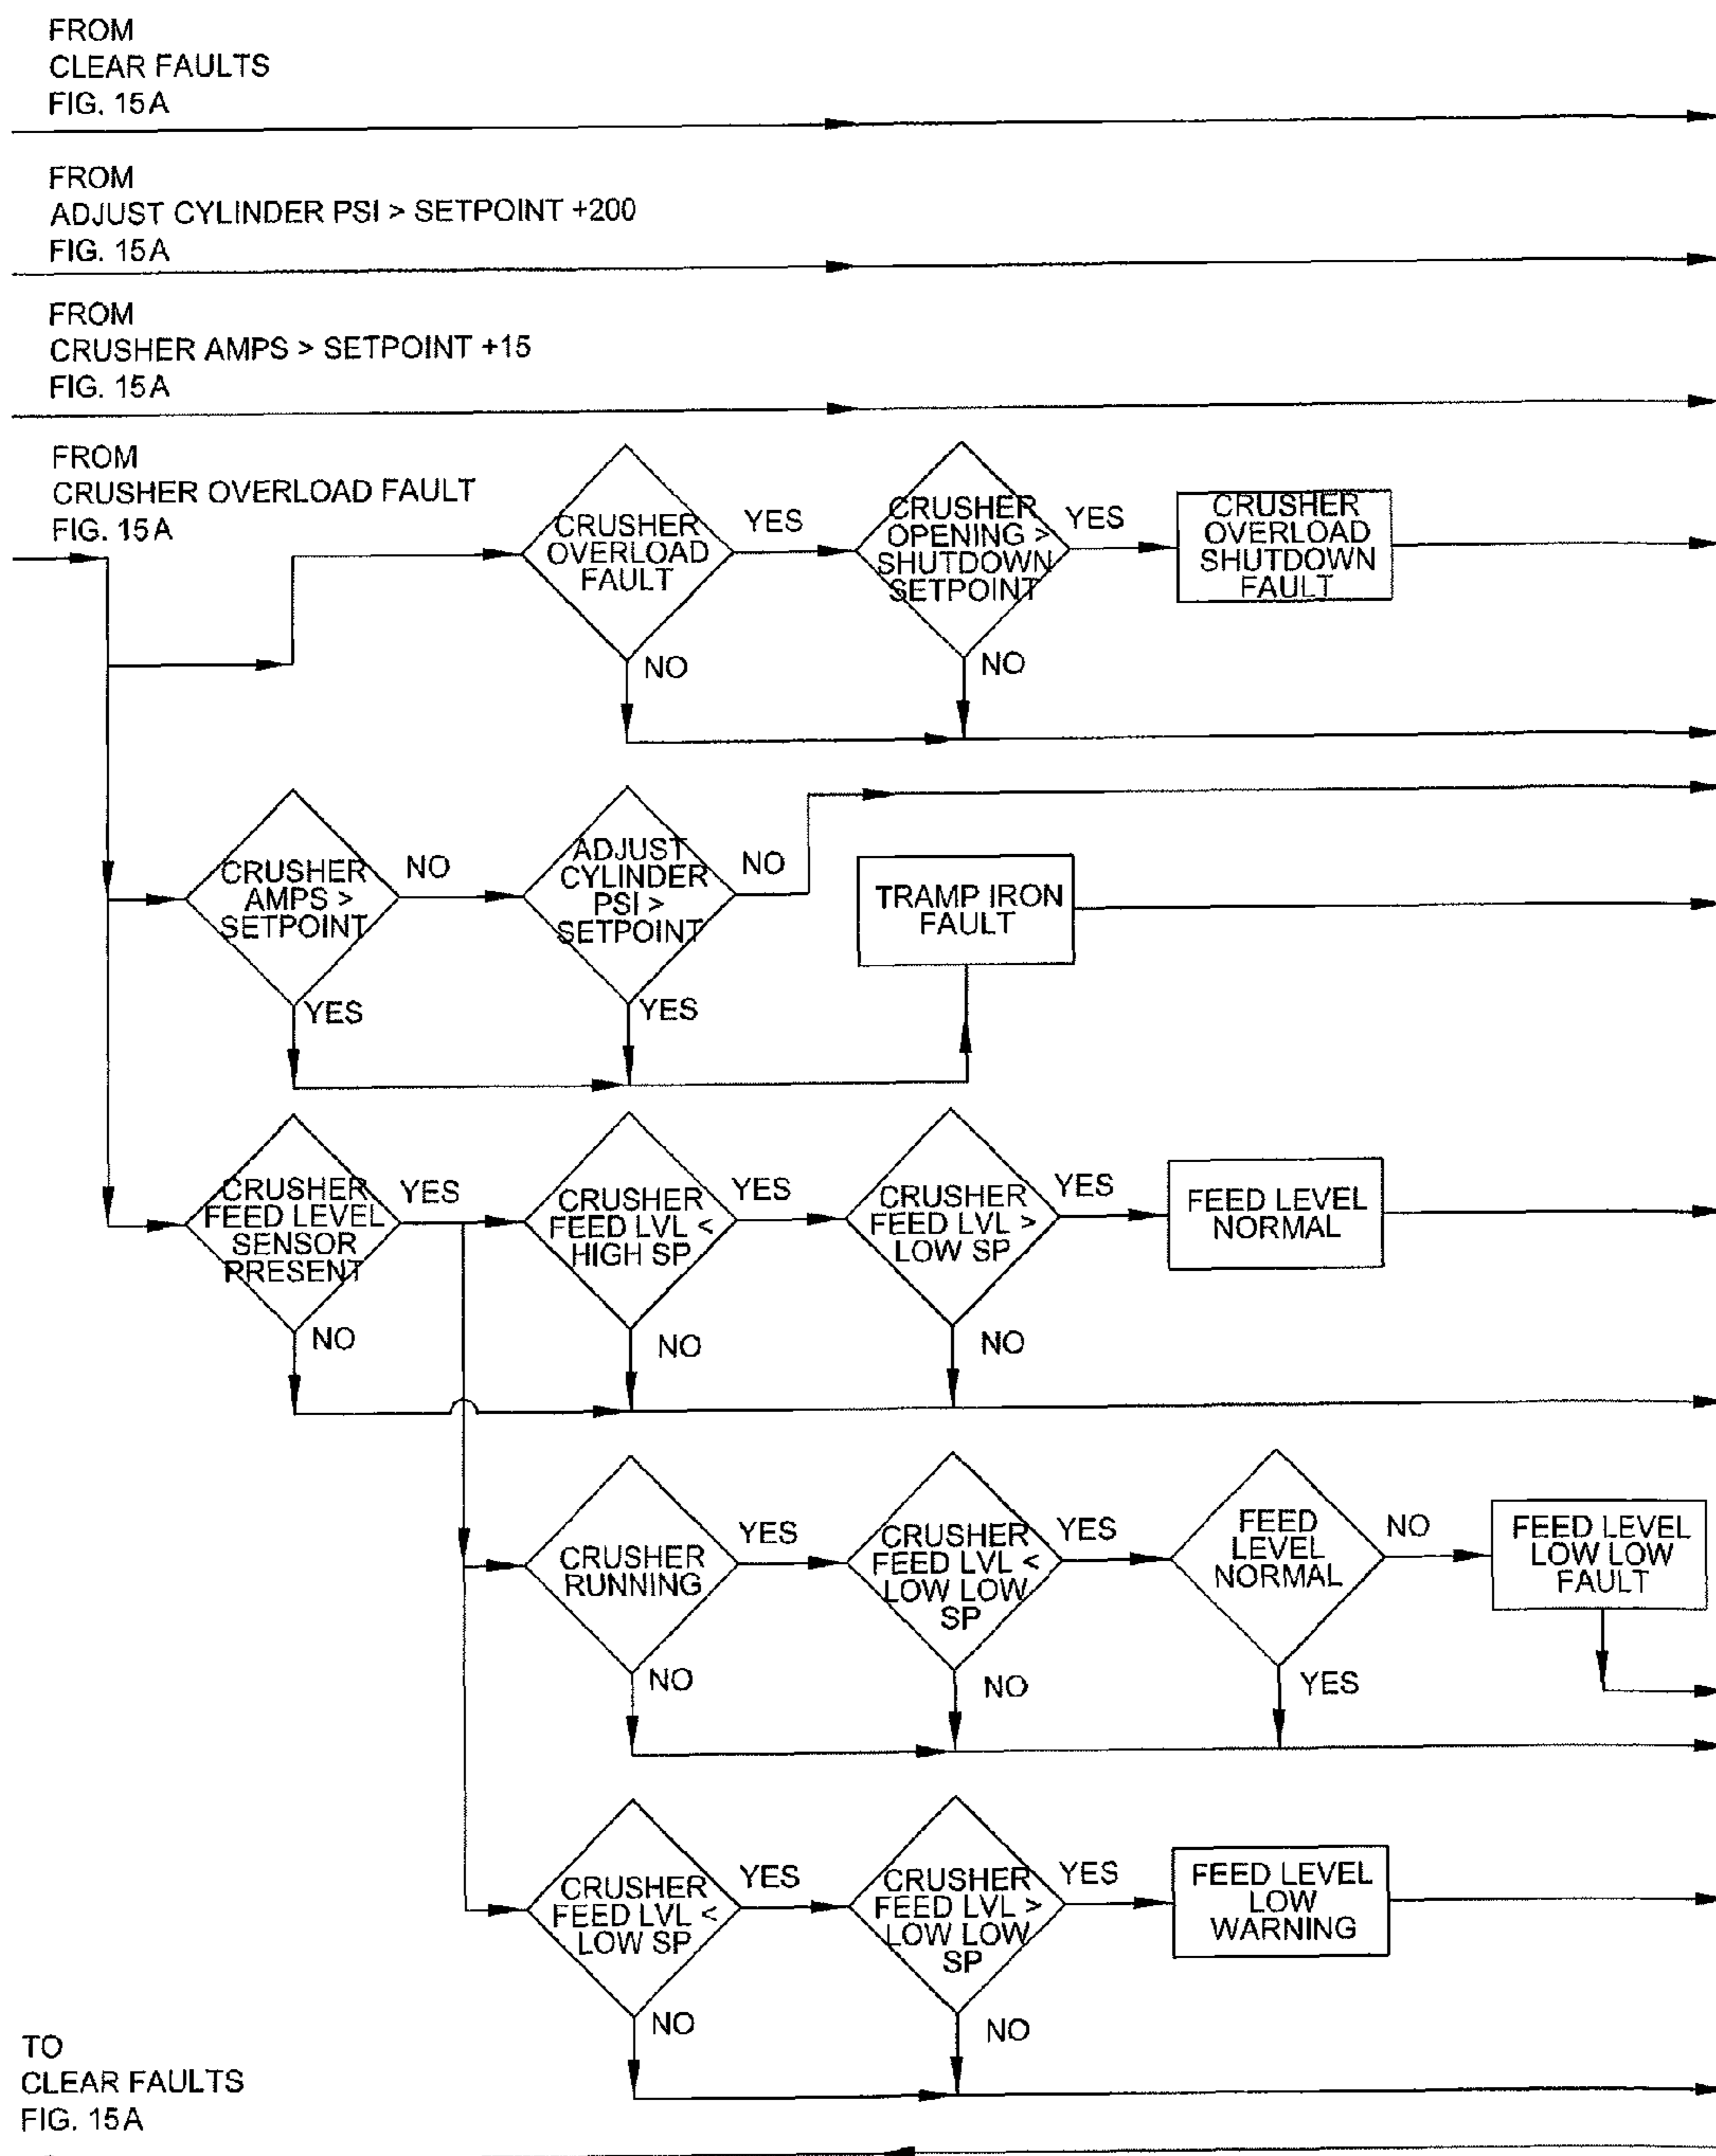 FROM
CLEAR FAULTS
FIG. 15A
FROM
ADJUST CYLINDER PSI > SETPOINT +200
FIG. 15A
FROM
CRUSHER AMPS > SETPOINT +15
FIG. 15A
FROM
CRUSHER OVERLOAD FAULT
FIG. 15A
CRUSHER
OVERLOAD
FAULT
YES
NO
CRUSHER
OPENING >
SHUTDOWN
SETPOINT
YES
NO
CRUSHER
OVERLOAD
SHUTDOWN
FAULT
CRUSHER
AMPS >
SETPOINT
NO
YES
ADJUST
CYLINDER
PSI >
SETPOINT
NO
YES
TRAMP IRON
FAULT
CRUSHER
FEED LEVEL
SENSOR
PRESENT
YES
NO
CRUSHER
FEED LVL <
HIGH SP
YES
NO
CRUSHER
FEED LVL >
LOW SP
YES
NO
FEED LEVEL
NORMAL
CRUSHER
RUNNING
YES
NO
CRUSHER
FEED LVL <
LOW LOW
SP
YES
NO
FEED
LEVEL
NORMAL
NO
YES
FEED LEVEL
LOW LOW
FAULT
CRUSHER
FEED LVL <
LOW SP
YES
NO
CRUSHER
FEED LVL >
LOW LOW
SP
YES
NO
FEED LEVEL
LOW
WARNING
TO
CLEAR FAULTS
FIG. 15A